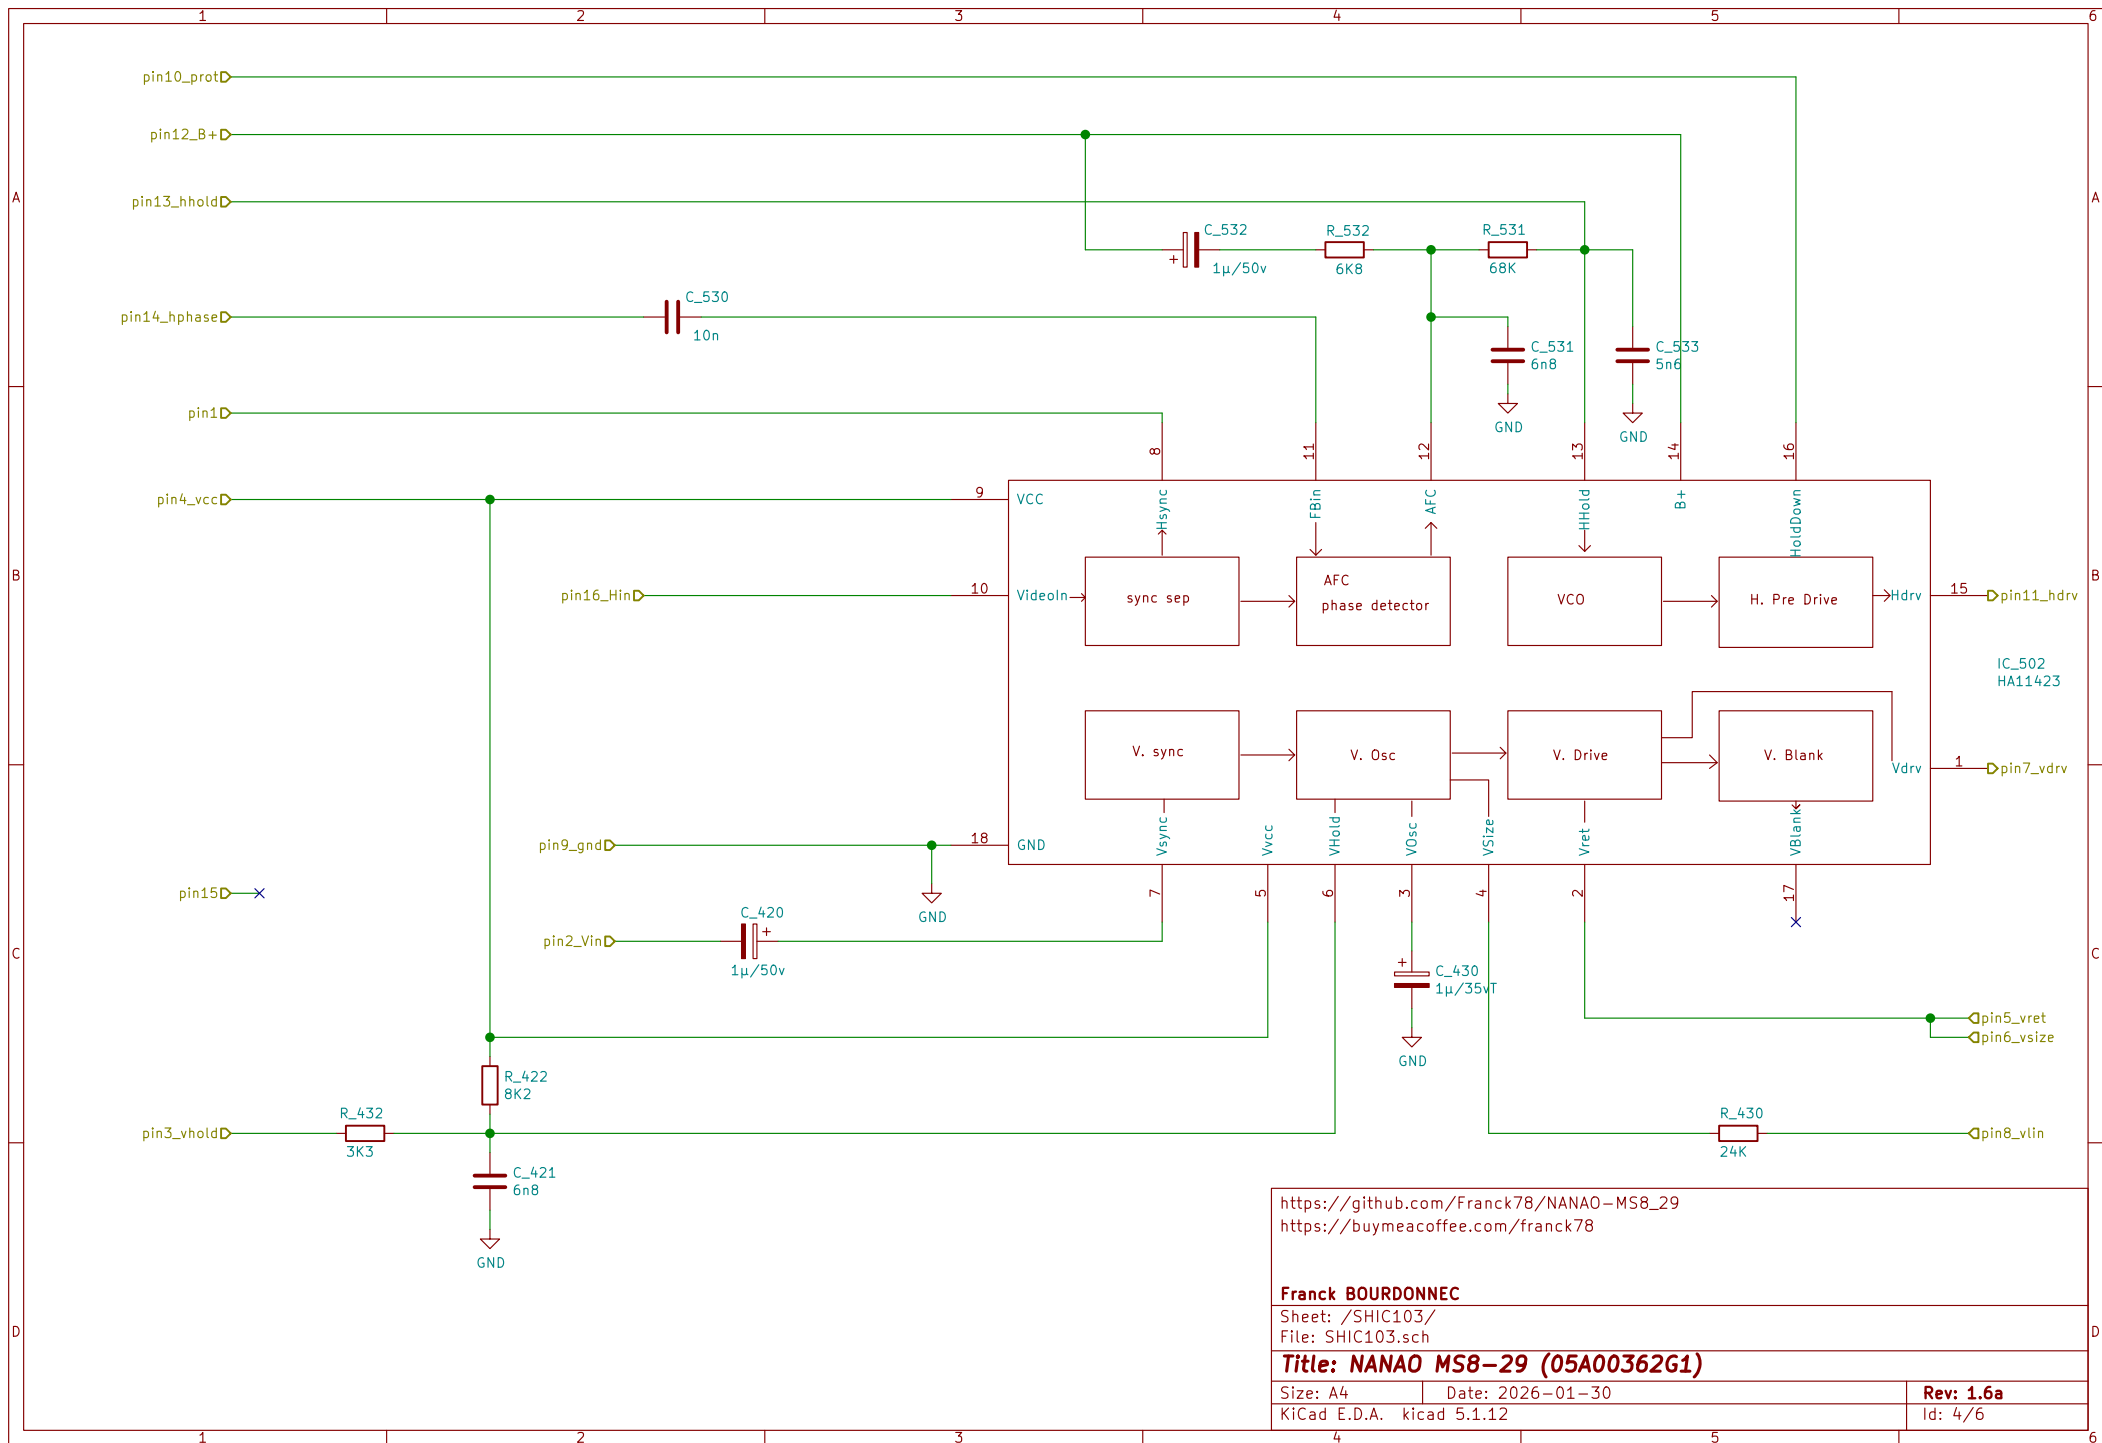 1 2 3 4 5 6
A
B
C
D
A
B
C
D
1 2 3 4 5 6
pin10_prot
pin12_B+
pin13_hhold
pin14_hphase
pin1
pin4_vcc
pin16_Hin
pin9_gnd
pin15
pin2_Vin
pin3_vhold
C_532
+
1µ/50v
R_532
6K8
R_531
68K
C_530
10n
C_531
6n8
GND
C_533
5n6
GND
8
11
12
13
14
16
9
10
18
15
1
7
5
6
3
4
2
17
VCC
Hsync
FBin
AFC
HHold
B+
HoldDown
VideoIn
sync sep
AFC
phase detector
VCO
H. Pre Drive
Hdrv
pin11_hdrv
IC_502
HA11423
V. sync
V. Osc
V. Drive
V. Blank
Vdrv
pin7_vdrv
GND
Vsync
Vvcc
VHold
VOsc
VSize
Vret
VBlank
GND
C_420
+
1µ/50v
+
C_430
1µ/35vT
GND
pin5_vret
pin6_vsize
R_422
8K2
R_432
3K3
R_430
24K
pin8_vlin
C_421
6n8
GND
https://github.com/Franck78/NANAO-MS8_29
https://buymeacoffee.com/franck78
Franck BOURDONNEC
Sheet: /SHIC103/
File: SHIC103.sch
Title: NANAO MS8-29 (05A00362G1)
Size: A4 Date: 2026-01-30 Rev: 1.6a
KiCad E.D.A. kicad 5.1.12 Id: 4/6